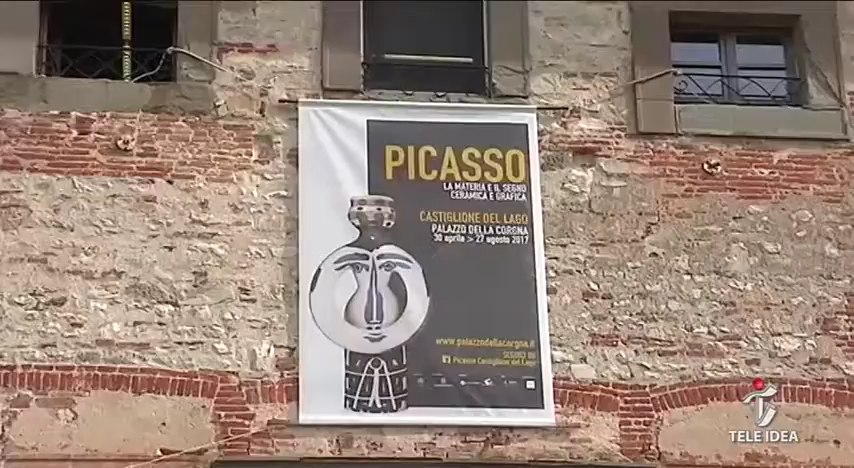 PICASSO
LA MATERIA E IL SEGNO
CERAMICA E GRAFICA
CASTIGLIONE DEL LAGO
PALAZZO DELLA CORGNA
30 aprile > 27 agosto 2017
www.palazzodellacorgna.it
SEGUICI SU
Picasso Castiglione del Lago
TELE IDEA